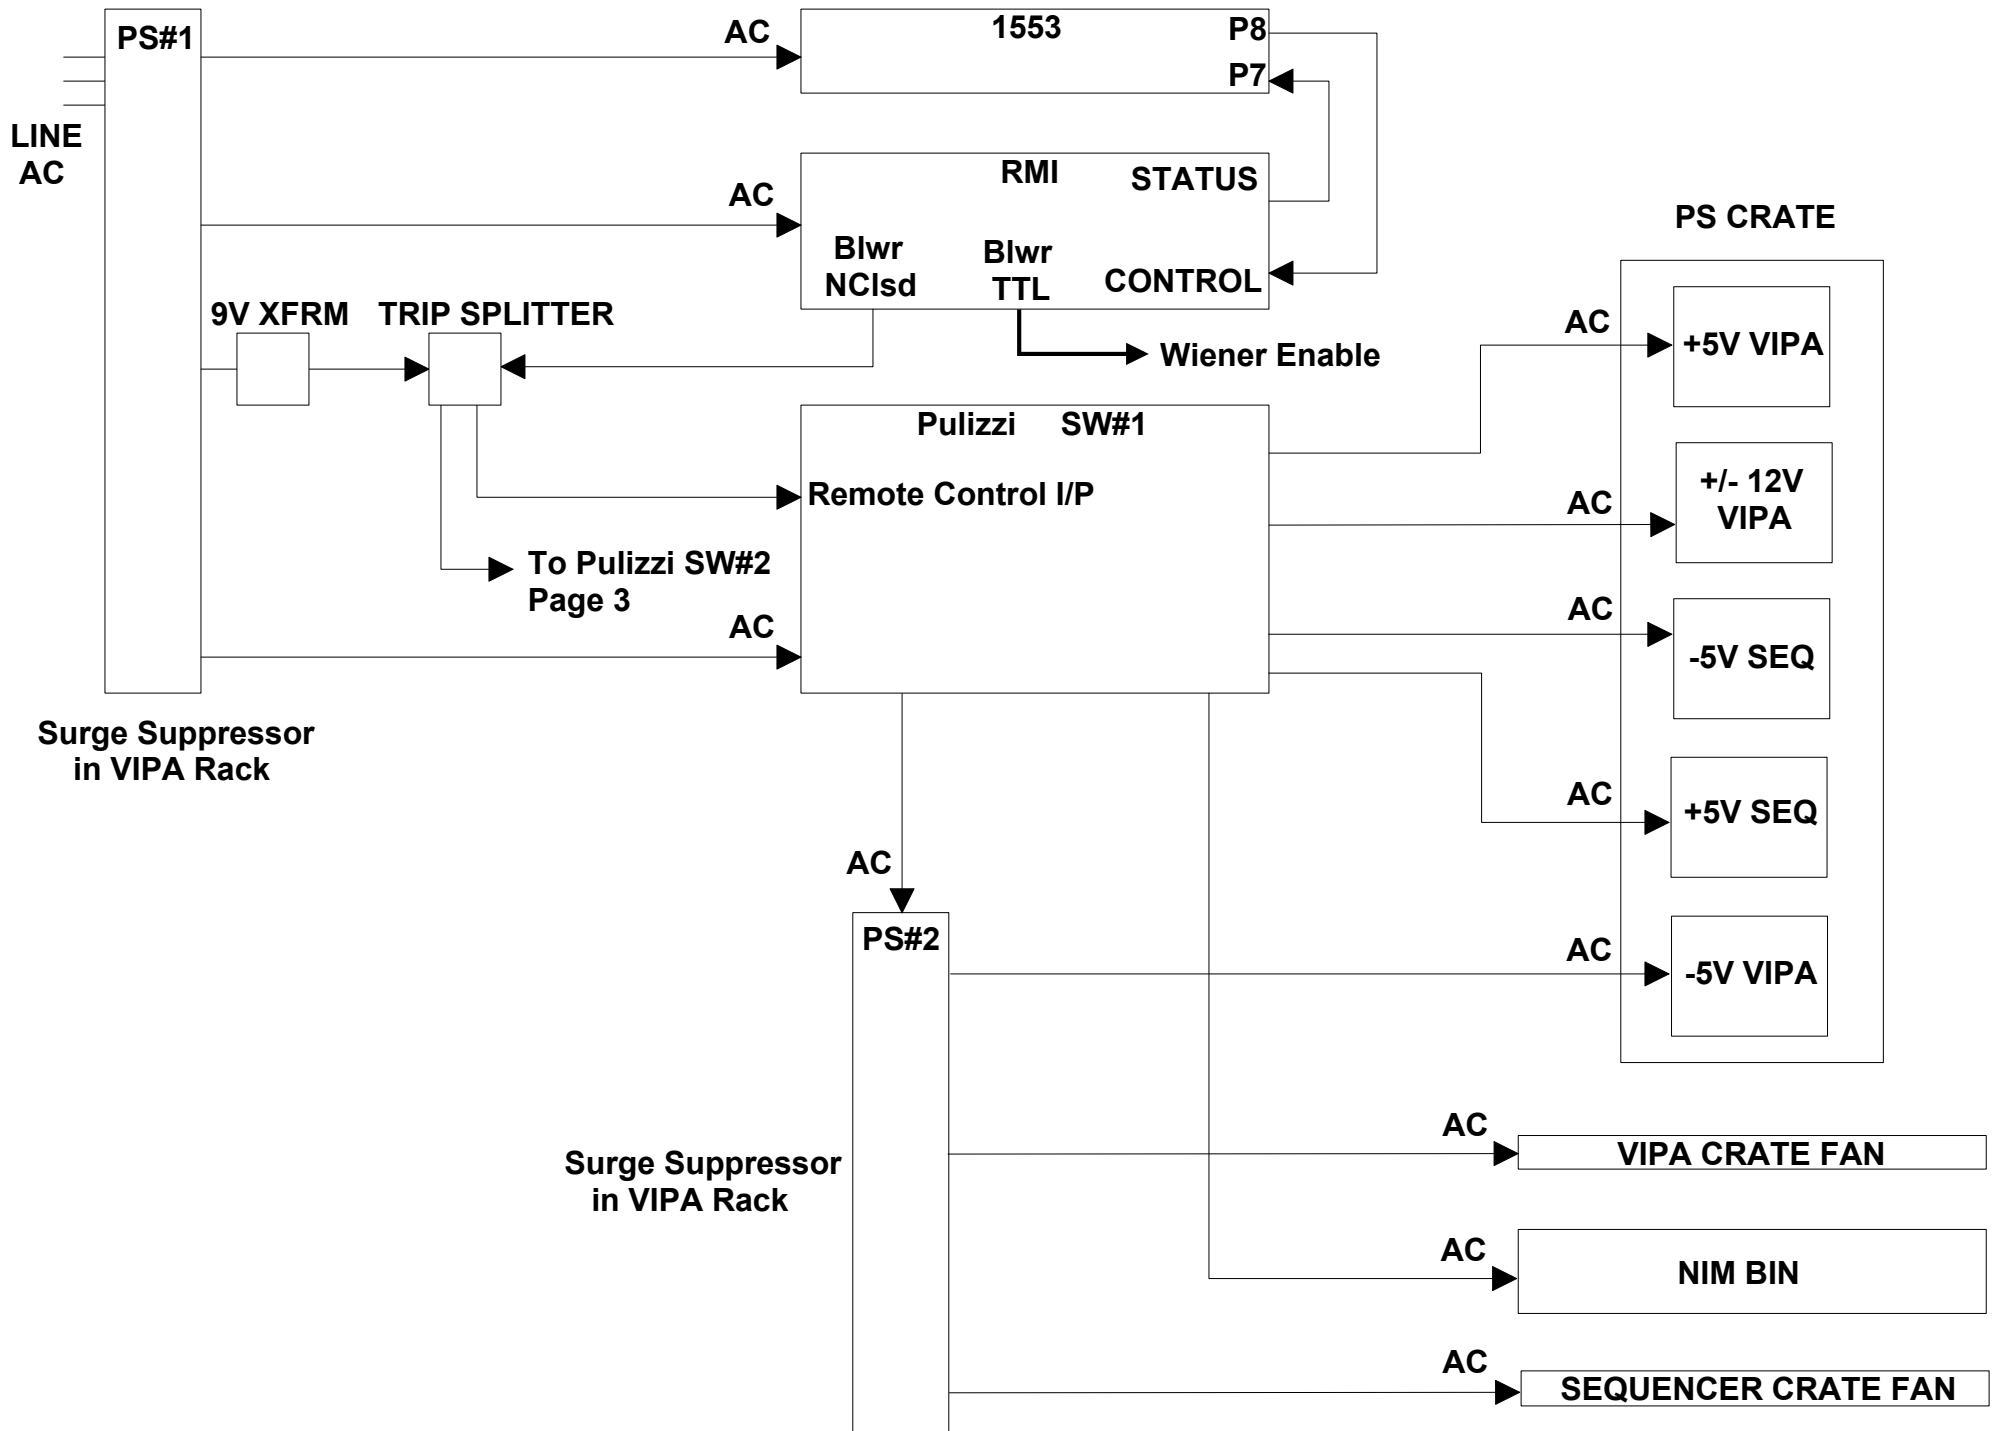 PS#1
AC
1553
P8
P7
LINE
AC
AC
RMI
STATUS
Blwr
NClsd
Blwr
TTL
CONTROL
PS CRATE
9V XFRM
TRIP SPLITTER
Wiener Enable
AC
+5V VIPA
Pulizzi SW#1
Remote Control I/P
AC
+/- 12V
VIPA
To Pulizzi SW#2
Page 3
AC
AC
-5V SEQ
Surge Suppressor
in VIPA Rack
AC
+5V SEQ
AC
PS#2
AC
-5V VIPA
Surge Suppressor
in VIPA Rack
AC
VIPA CRATE FAN
AC
NIM BIN
AC
SEQUENCER CRATE FAN